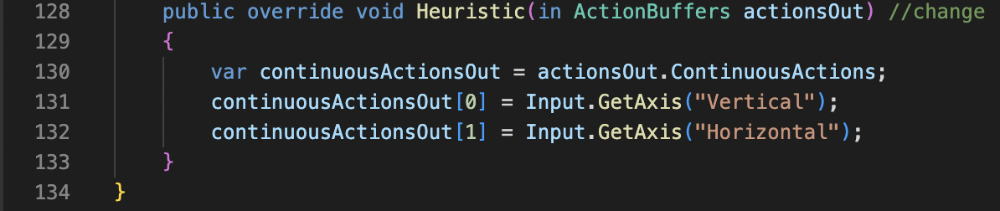 128 public override void Heuristic(in ActionBuffers actionsOut) //change
129 {
130 var continuousActionsOut = actionsOut.ContinuousActions;
131 continuousActionsOut[0] = Input.GetAxis("Vertical");
132 continuousActionsOut[1] = Input.GetAxis("Horizontal");
133 }
134 }